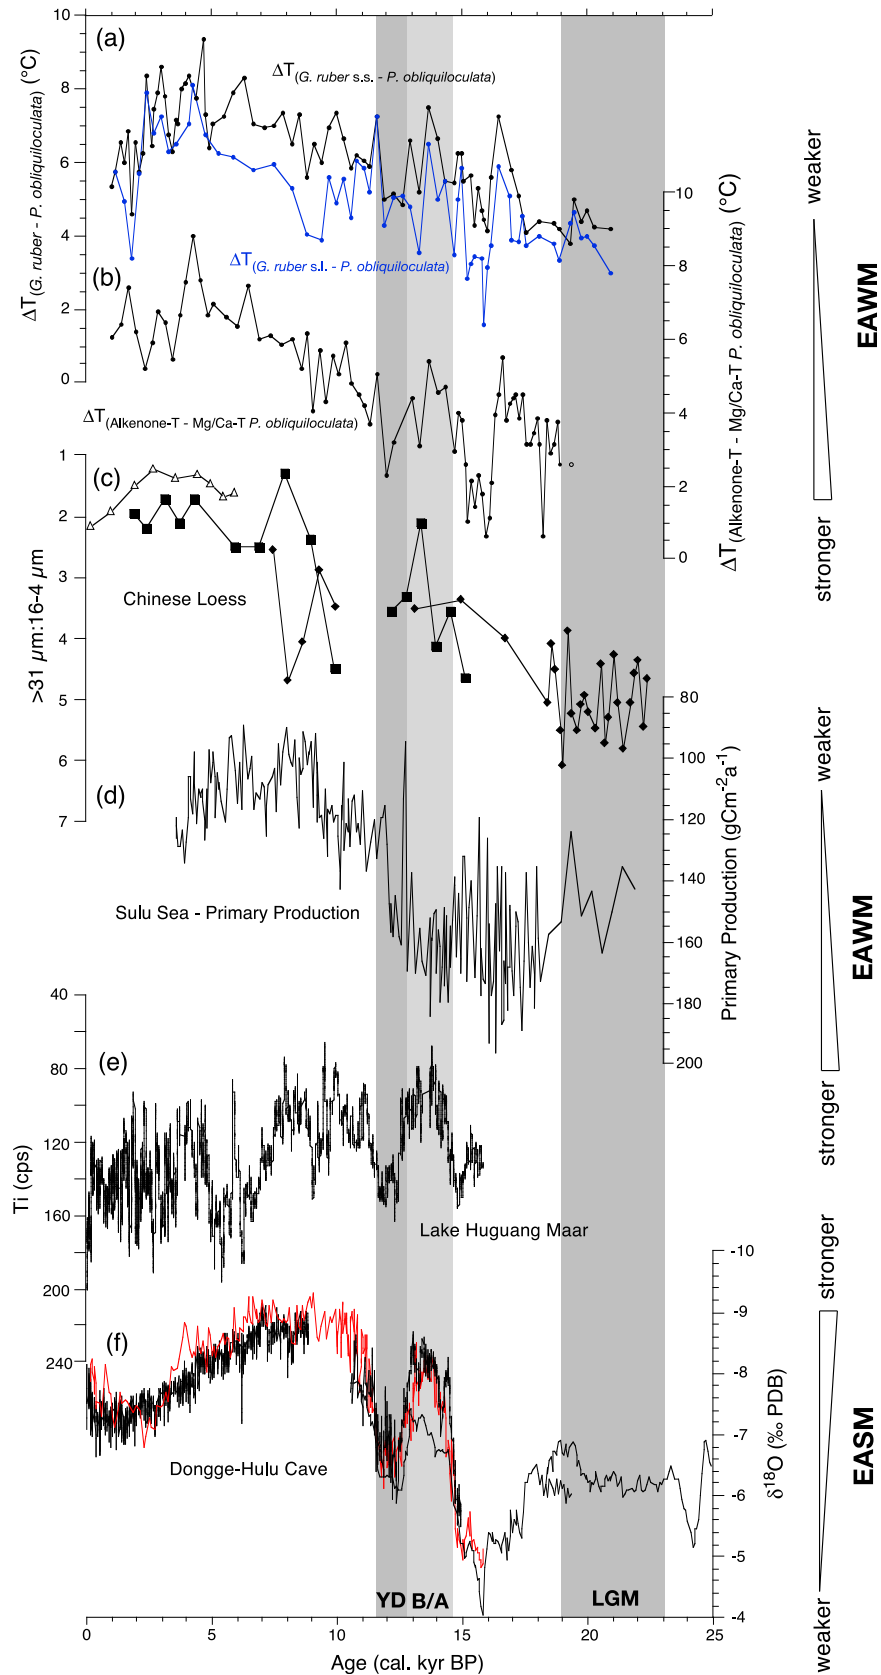 (a)
10
8
6
4
2
0
ΔT(G. ruber - P. obliquiloculata) (°C)
ΔT(G. ruber s.s. - P. obliquiloculata)
ΔT(G. ruber s.l. - P. obliquiloculata)
(b)
10
8
6
4
2
0
ΔT(Alkenone-T - Mg/Ca-T P. obliquiloculata) (°C)
ΔT(Alkenone-T - Mg/Ca-T P. obliquiloculata)
weaker
EAWM
stronger
(c)
1
2
3
4
5
6
7
>31 μm:16-4 μm
Chinese Loess
(d)
80
100
120
140
160
180
200
Primary Production (gCm-2a-1)
Sulu Sea - Primary Production
weaker
EAWM
stronger
(e)
40
80
120
160
200
240
Ti (cps)
Lake Huguang Maar
(f)
-10
-9
-8
-7
-6
-5
-4
δ18O (‰ PDB)
Dongge-Hulu Cave
stronger
EASM
weaker
YD B/A LGM
0 5 10 15 20 25
Age (cal. kyr BP)